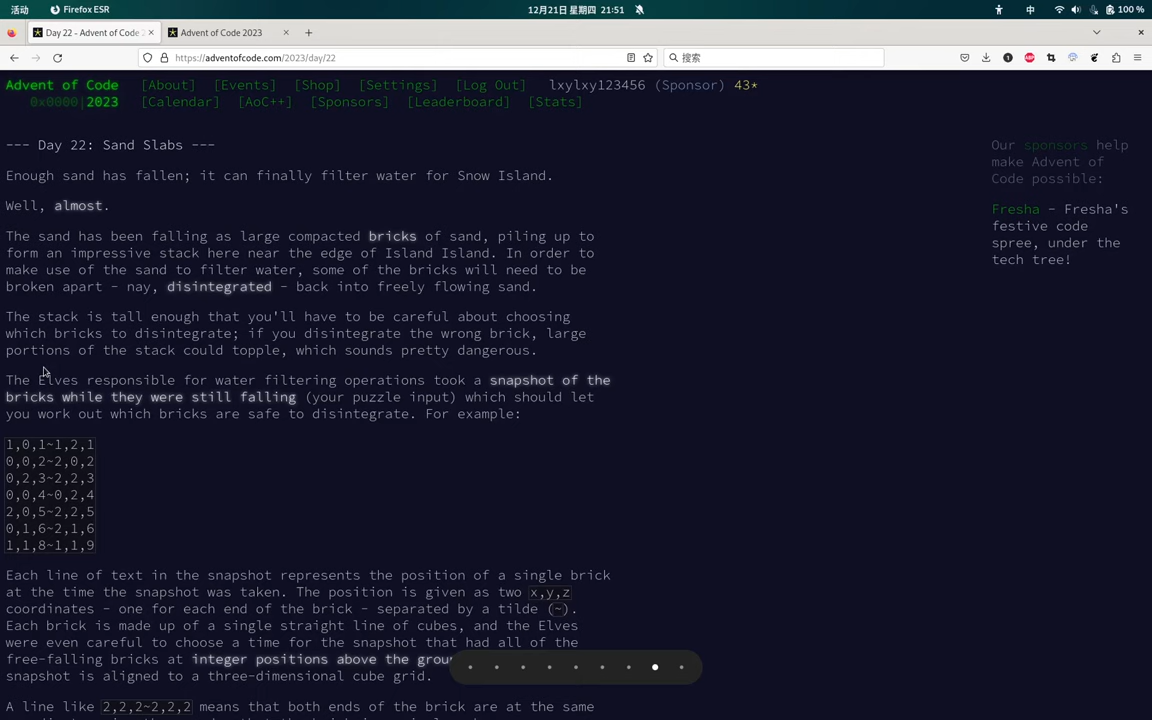 活动 Firefox ESR 12月21日 星期四 21:51 中 100 %
Day 22 - Advent of Code 2 × Advent of Code 2023 ×
https://adventofcode.com/2023/day/22 搜索
Advent of Code [About] [Events] [Shop] [Settings] [Log Out] lxylxy123456 (Sponsor) 43*
0x0000|2023 [Calendar] [AoC++] [Sponsors] [Leaderboard] [Stats]
--- Day 22: Sand Slabs ---
Enough sand has fallen; it can finally filter water for Snow Island.
Well, almost.
The sand has been falling as large compacted bricks of sand, piling up to
form an impressive stack here near the edge of Island Island. In order to
make use of the sand to filter water, some of the bricks will need to be
broken apart - nay, disintegrated - back into freely flowing sand.
The stack is tall enough that you'll have to be careful about choosing
which bricks to disintegrate; if you disintegrate the wrong brick, large
portions of the stack could topple, which sounds pretty dangerous.
The Elves responsible for water filtering operations took a snapshot of the
bricks while they were still falling (your puzzle input) which should let
you work out which bricks are safe to disintegrate. For example:
1,0,1~1,2,1
0,0,2~2,0,2
0,2,3~2,2,3
0,0,4~0,2,4
2,0,5~2,2,5
0,1,6~2,1,6
1,1,8~1,1,9
Each line of text in the snapshot represents the position of a single brick
at the time the snapshot was taken. The position is given as two x,y,z
coordinates - one for each end of the brick - separated by a tilde (~).
Each brick is made up of a single straight line of cubes, and the Elves
were even careful to choose a time for the snapshot that had all of the
free-falling bricks at integer positions above the grou
snapshot is aligned to a three-dimensional cube grid.
A line like 2,2,2~2,2,2 means that both ends of the brick are at the same
Our sponsors help
make Advent of
Code possible:
Fresha - Fresha's
festive code
spree, under the
tech tree!